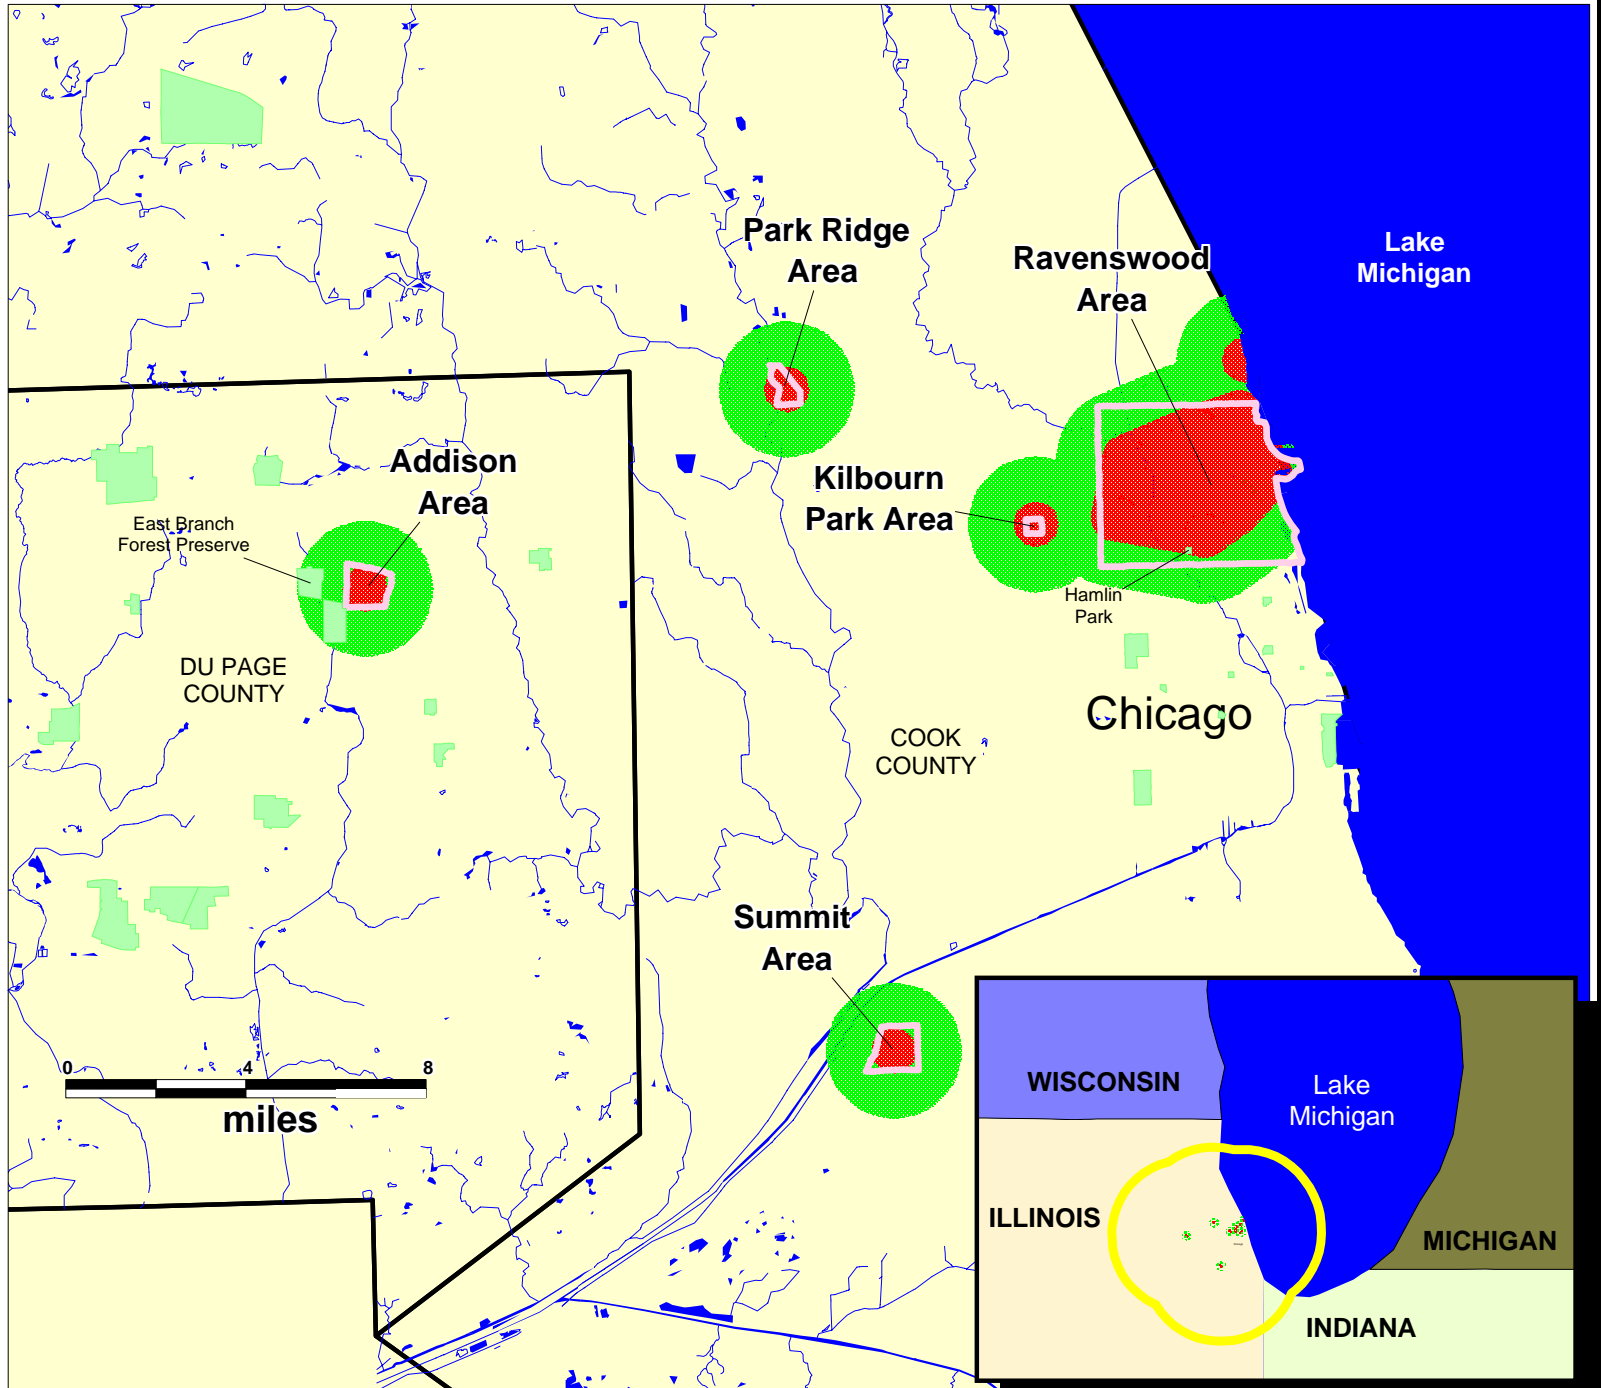 Park Ridge
Area
Ravenswood
Area
Lake
Michigan
Addison
Area
Kilbourn
Park Area
East Branch
Forest Preserve
Hamlin
Park
DU PAGE
COUNTY
Chicago
COOK
COUNTY
Summit
Area
0 4 8
miles
WISCONSIN
Lake
Michigan
ILLINOIS
MICHIGAN
INDIANA